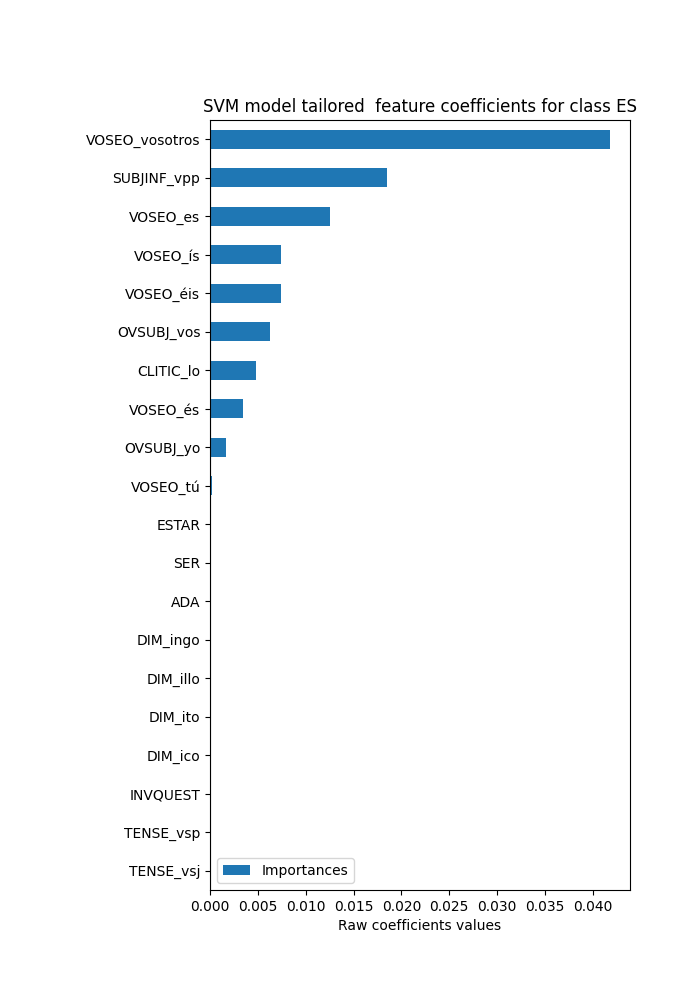 SVM model tailored  feature coefficients for class ES
VOSEO_vosotros
SUBJINF_vpp
VOSEO_es
VOSEO_ís
VOSEO_éis
OVSUBJ_vos
CLITIC_lo
VOSEO_és
OVSUBJ_yo
VOSEO_tú
ESTAR
SER
ADA
DIM_ingo
DIM_illo
DIM_ito
DIM_ico
INVQUEST
TENSE_vsp
TENSE_vsj
Importances
0.000 0.005 0.010 0.015 0.020 0.025 0.030 0.035 0.040
Raw coefficients values